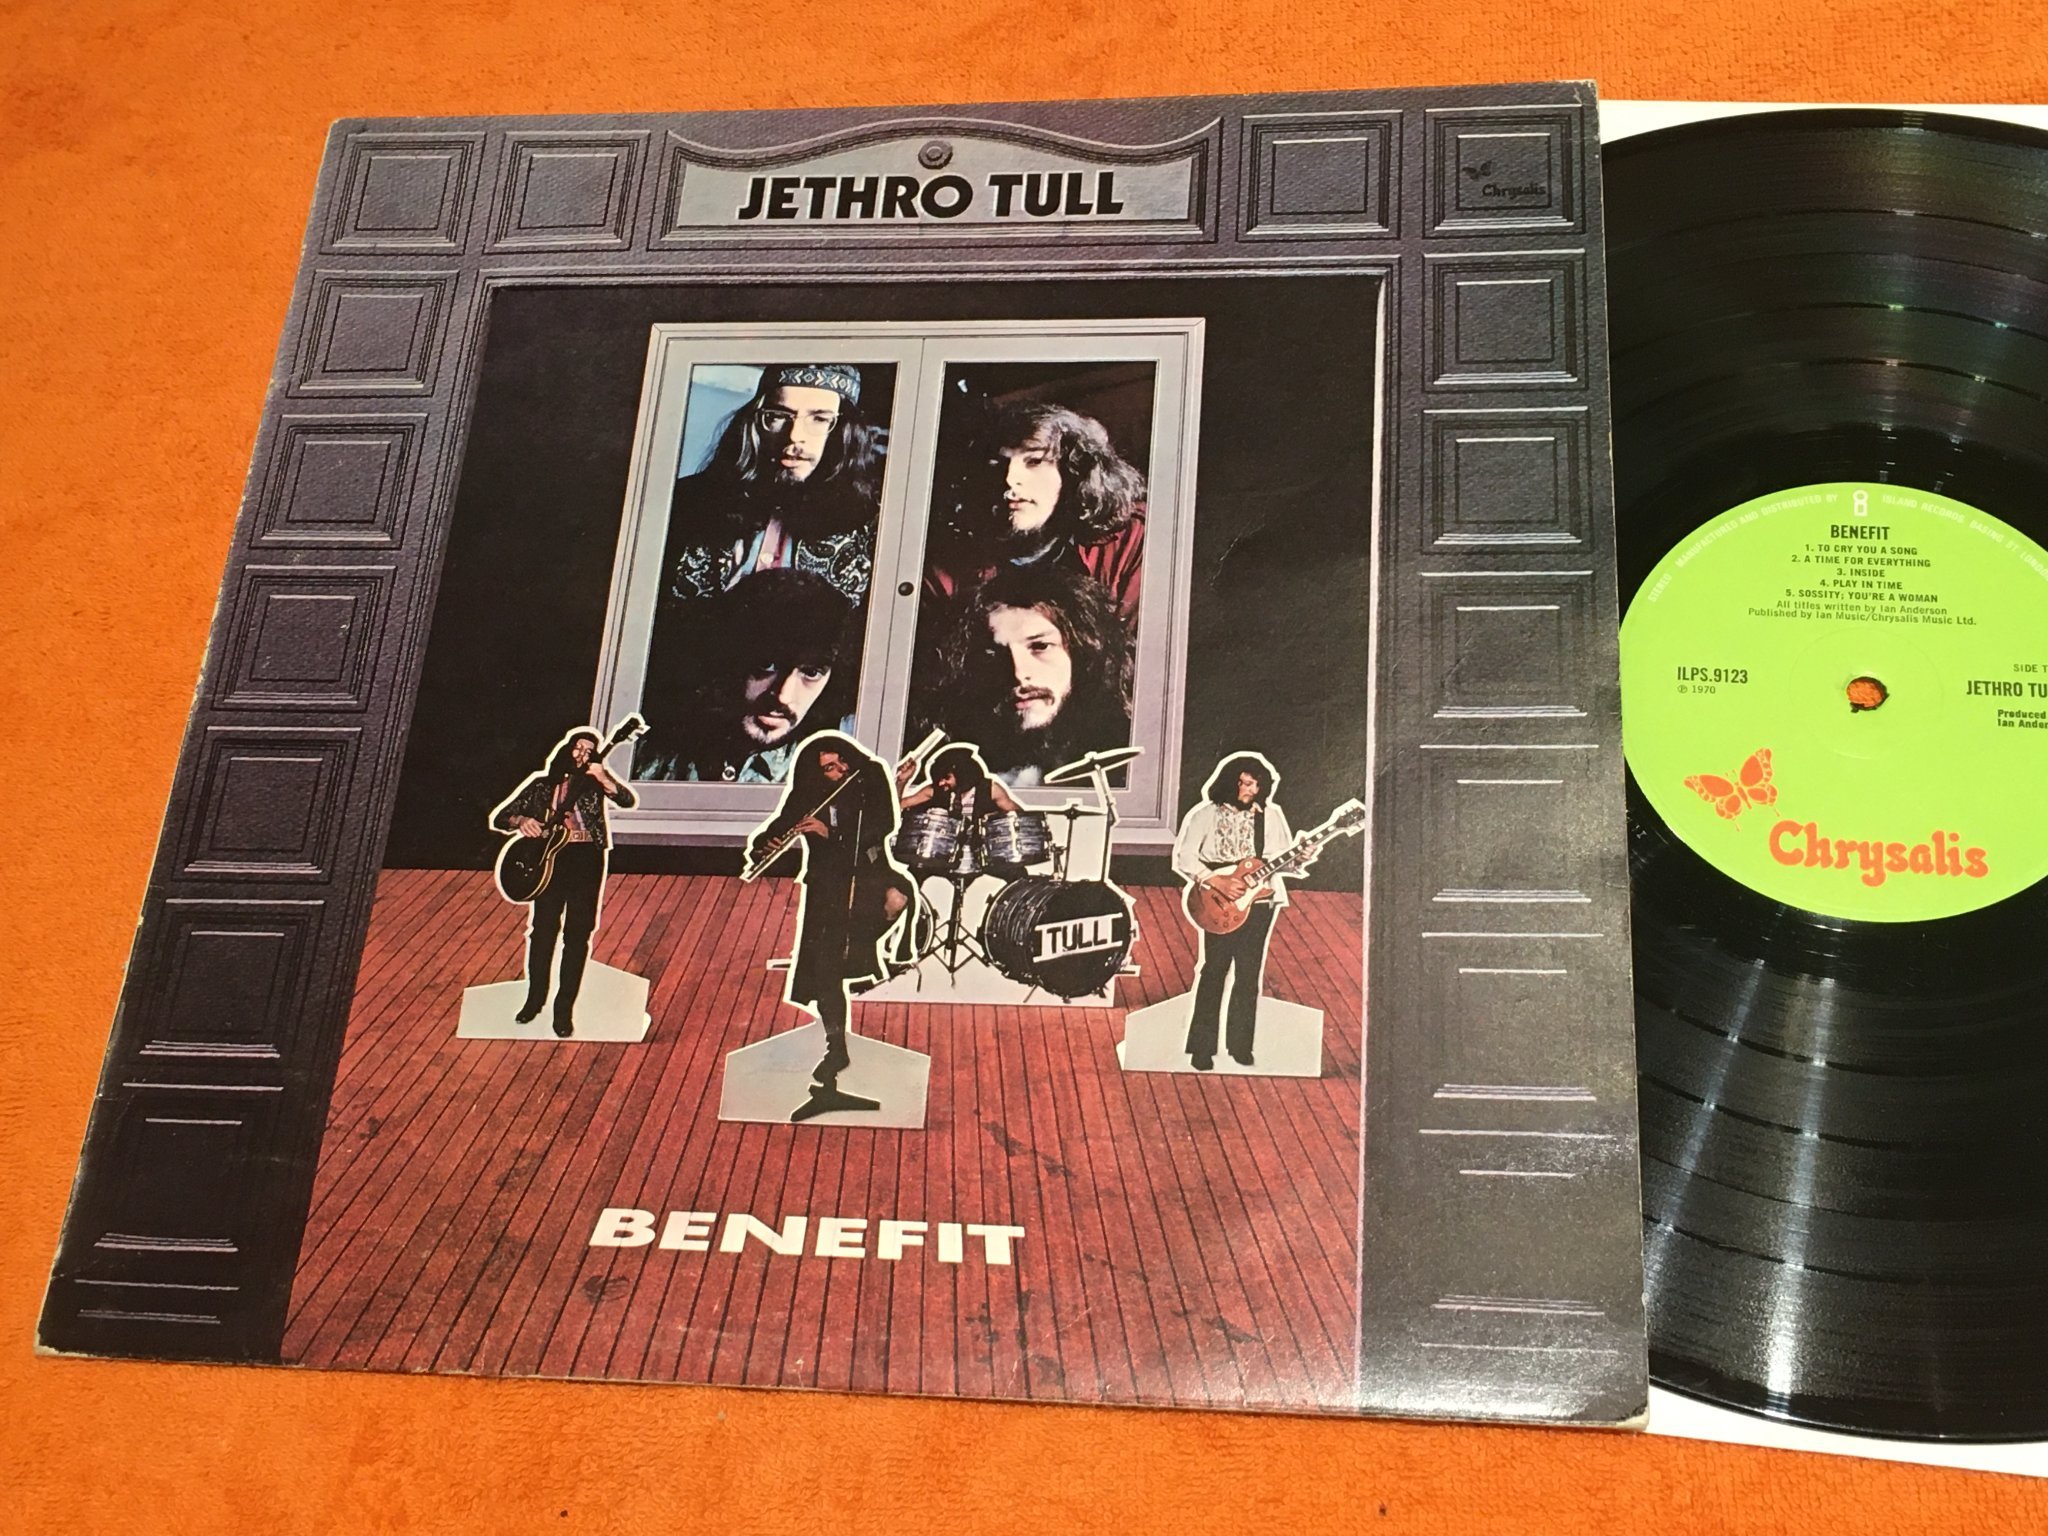 JETHRO TULL
Chrysalis
TULL
BENEFIT
STEREO MANUFACTURED AND DISTRIBUTED BY ISLAND RECORDS, BASING ST, LONDON
BENEFIT
1. TO CRY YOU A SONG
2. A TIME FOR EVERYTHING
3. INSIDE
4. PLAY IN TIME
5. SOSSITY; YOU'RE A WOMAN
All titles written by Ian Anderson
Published by Ian Music/Chrysalis Music Ltd.
ILPS.9123
℗ 1970
SIDE T
JETHRO TU
Produced
Ian Ander
Chrysalis